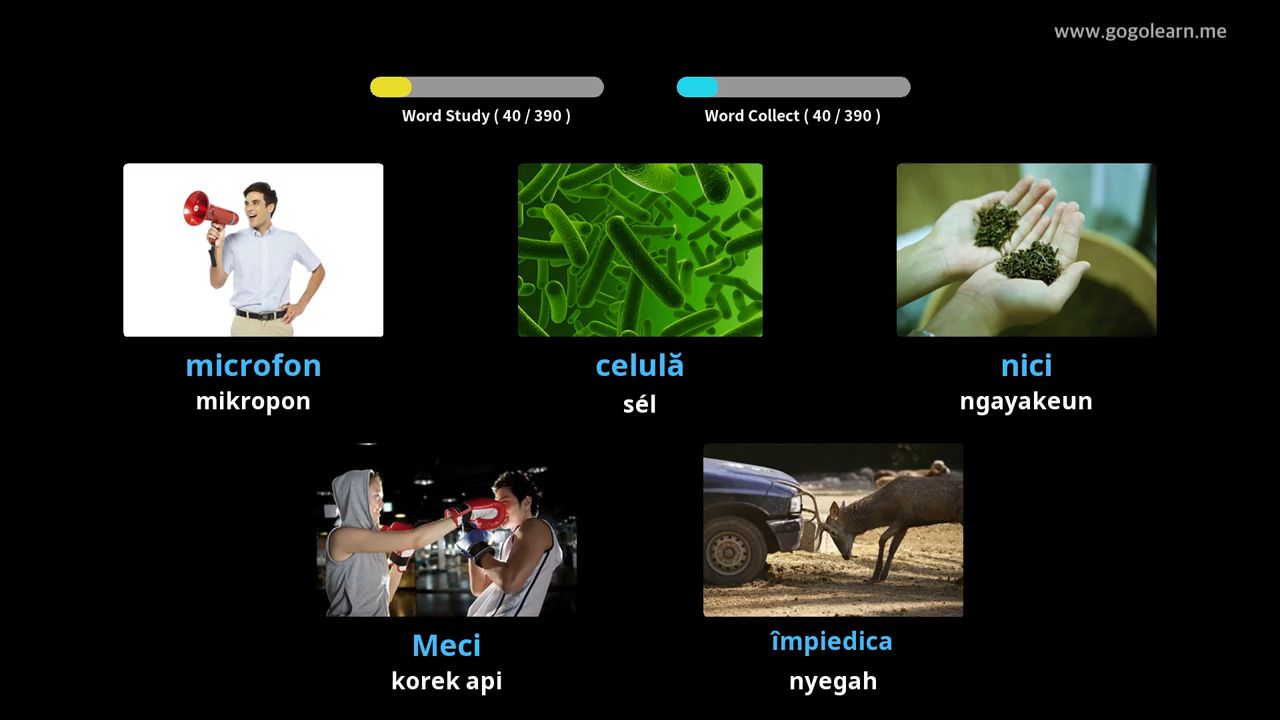 www.gogolearn.me
Word Study ( 40 / 390 )
Word Collect ( 40 / 390 )
microfon
mikropon
celulă
sél
nici
ngayakeun
Meci
korek api
împiedica
nyegah